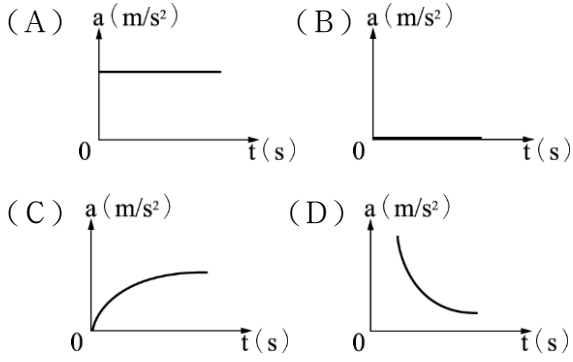 （A） a（m/s²） （B） a（m/s²）
0 t（s） 0 t（s）
（C） a（m/s²） （D） a（m/s²）
0 t（s） 0 t（s）